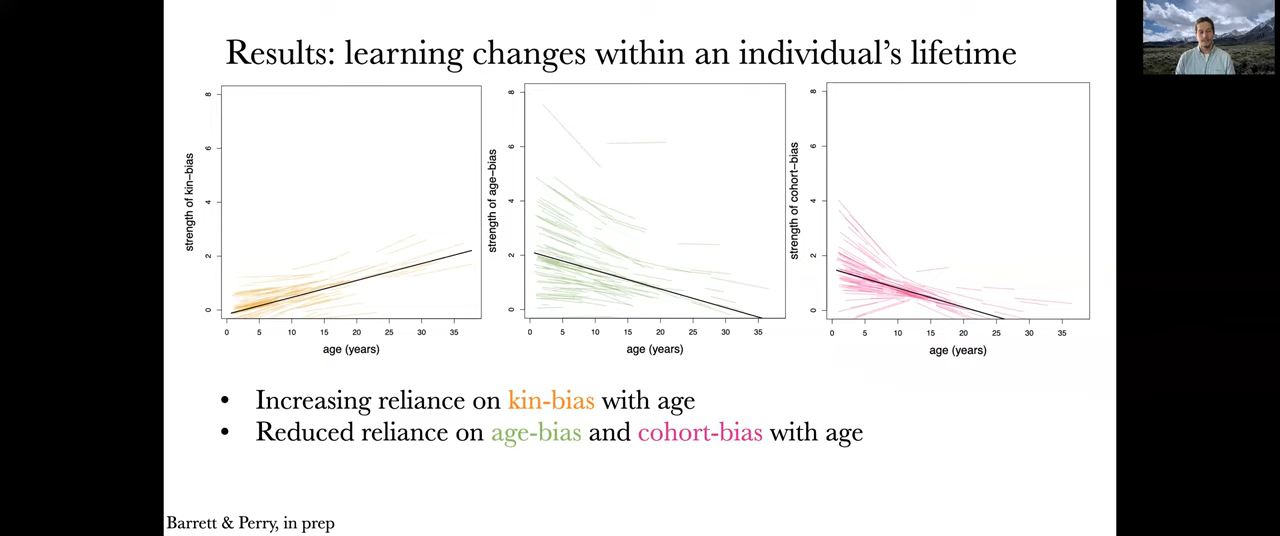 Results: learning changes within an individual's lifetime
strength of kin−bias
0 2 4 6 8
0 5 10 15 20 25 30 35
age (years)
strength of age−bias
0 2 4 6 8
0 5 10 15 20 25 30 35
age (years)
strength of cohort−bias
0 2 4 6 8
0 5 10 15 20 25 30 35
age (years)
• Increasing reliance on kin-bias with age
• Reduced reliance on age-bias and cohort-bias with age
Barrett & Perry, in prep